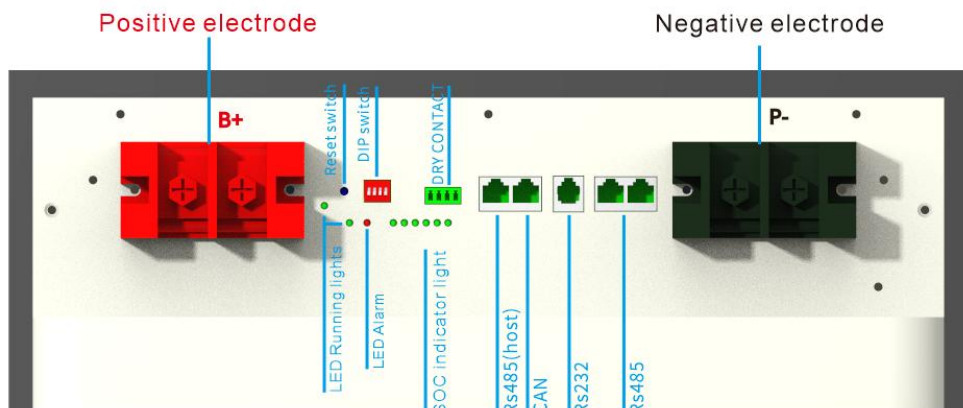 Positive electrode
Negative electrode
B+
P-
Reset switch
DIP switch
DRY CONTACT
LED Running lights
LED Alarm
SOC indicator light
Rs485(host)
CAN
Rs232
Rs485